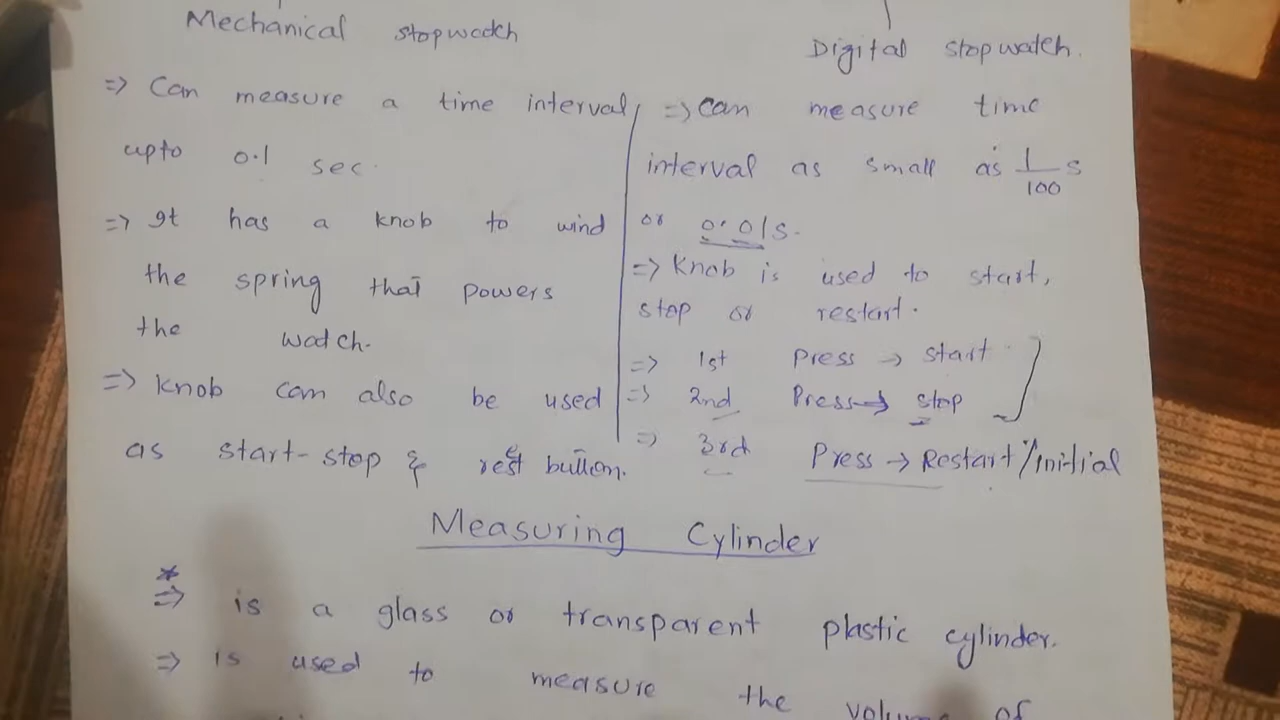 Mechanical stopwatch
=> Can measure a time interval
upto 0.1 sec.
=> It has a knob to wind
the spring that powers
the watch.
=> Knob can also be used
as start-stop & reset button.
Digital stopwatch.
=> Can measure time
interval as small as 1/100 s
or 0.01s.
=> Knob is used to start,
stop or restart.
=> 1st Press → start
=> 2nd Press → stop
=> 3rd Press → Restart/initial
Measuring Cylinder
* => is a glass or transparent plastic cylinder.
=> is used to measure the volume of